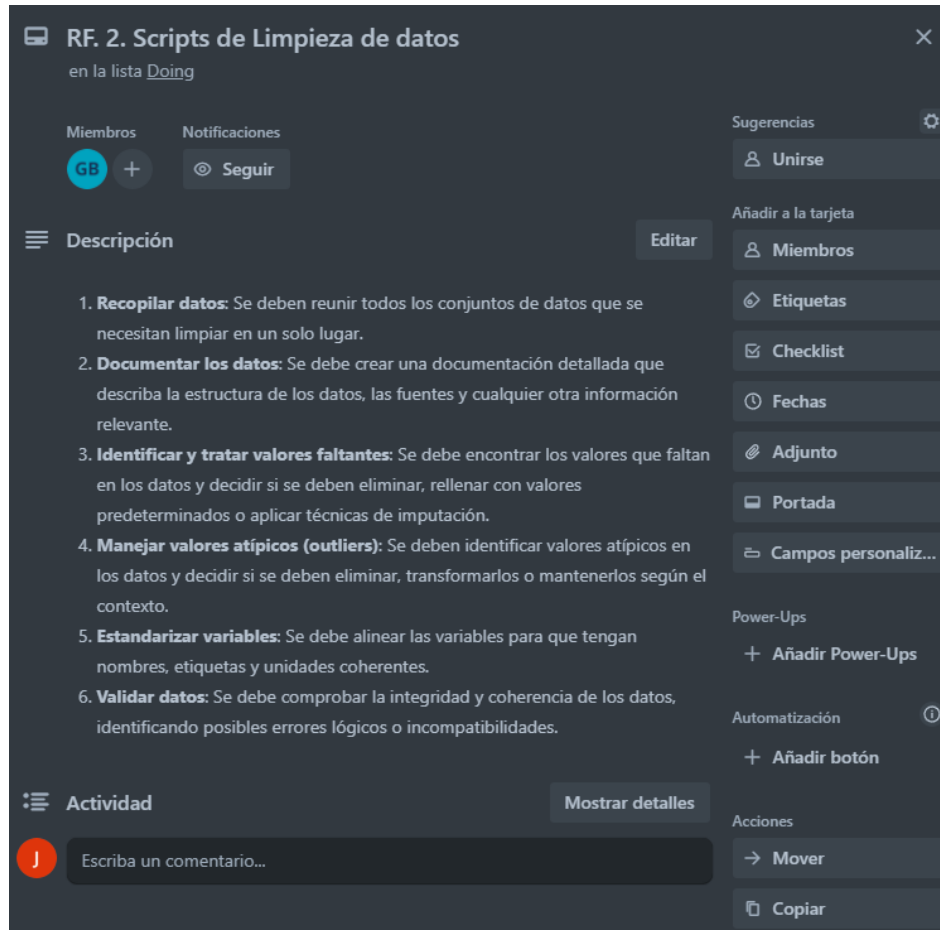 RF. 2. Scripts de Limpieza de datos
en la lista Doing
Miembros
Notificaciones
GB
Seguir
Descripción
Editar
1. Recopilar datos: Se deben reunir todos los conjuntos de datos que se
necesitan limpiar en un solo lugar.
2. Documentar los datos: Se debe crear una documentación detallada que
describa la estructura de los datos, las fuentes y cualquier otra información
relevante.
3. Identificar y tratar valores faltantes: Se debe encontrar los valores que faltan
en los datos y decidir si se deben eliminar, rellenar con valores
predeterminados o aplicar técnicas de imputación.
4. Manejar valores atípicos (outliers): Se deben identificar valores atípicos en
los datos y decidir si se deben eliminar, transformarlos o mantenerlos según el
contexto.
5. Estandarizar variables: Se debe alinear las variables para que tengan
nombres, etiquetas y unidades coherentes.
6. Validar datos: Se debe comprobar la integridad y coherencia de los datos,
identificando posibles errores lógicos o incompatibilidades.
Actividad
Mostrar detalles
J
Escriba un comentario...
Sugerencias
Unirse
Añadir a la tarjeta
Miembros
Etiquetas
Checklist
Fechas
Adjunto
Portada
Campos personaliz...
Power-Ups
+ Añadir Power-Ups
Automatización
+ Añadir botón
Acciones
→ Mover
Copiar